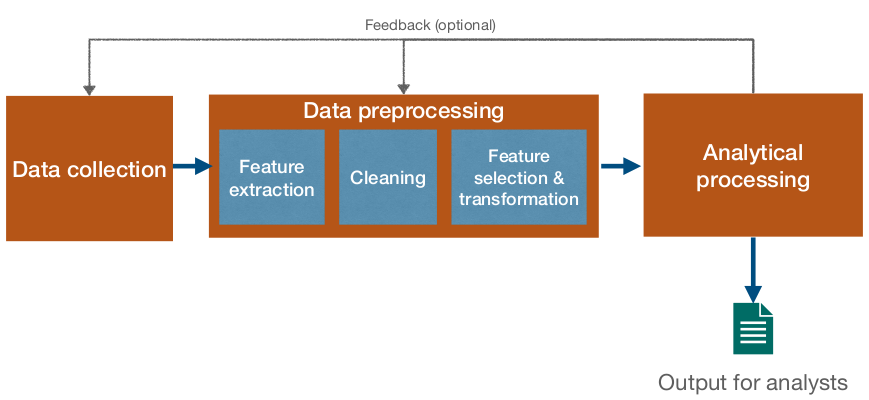 Feedback (optional)
Data collection
Data preprocessing
Feature
extraction
Cleaning
Feature
selection &
transformation
Analytical
processing
Output for analysts